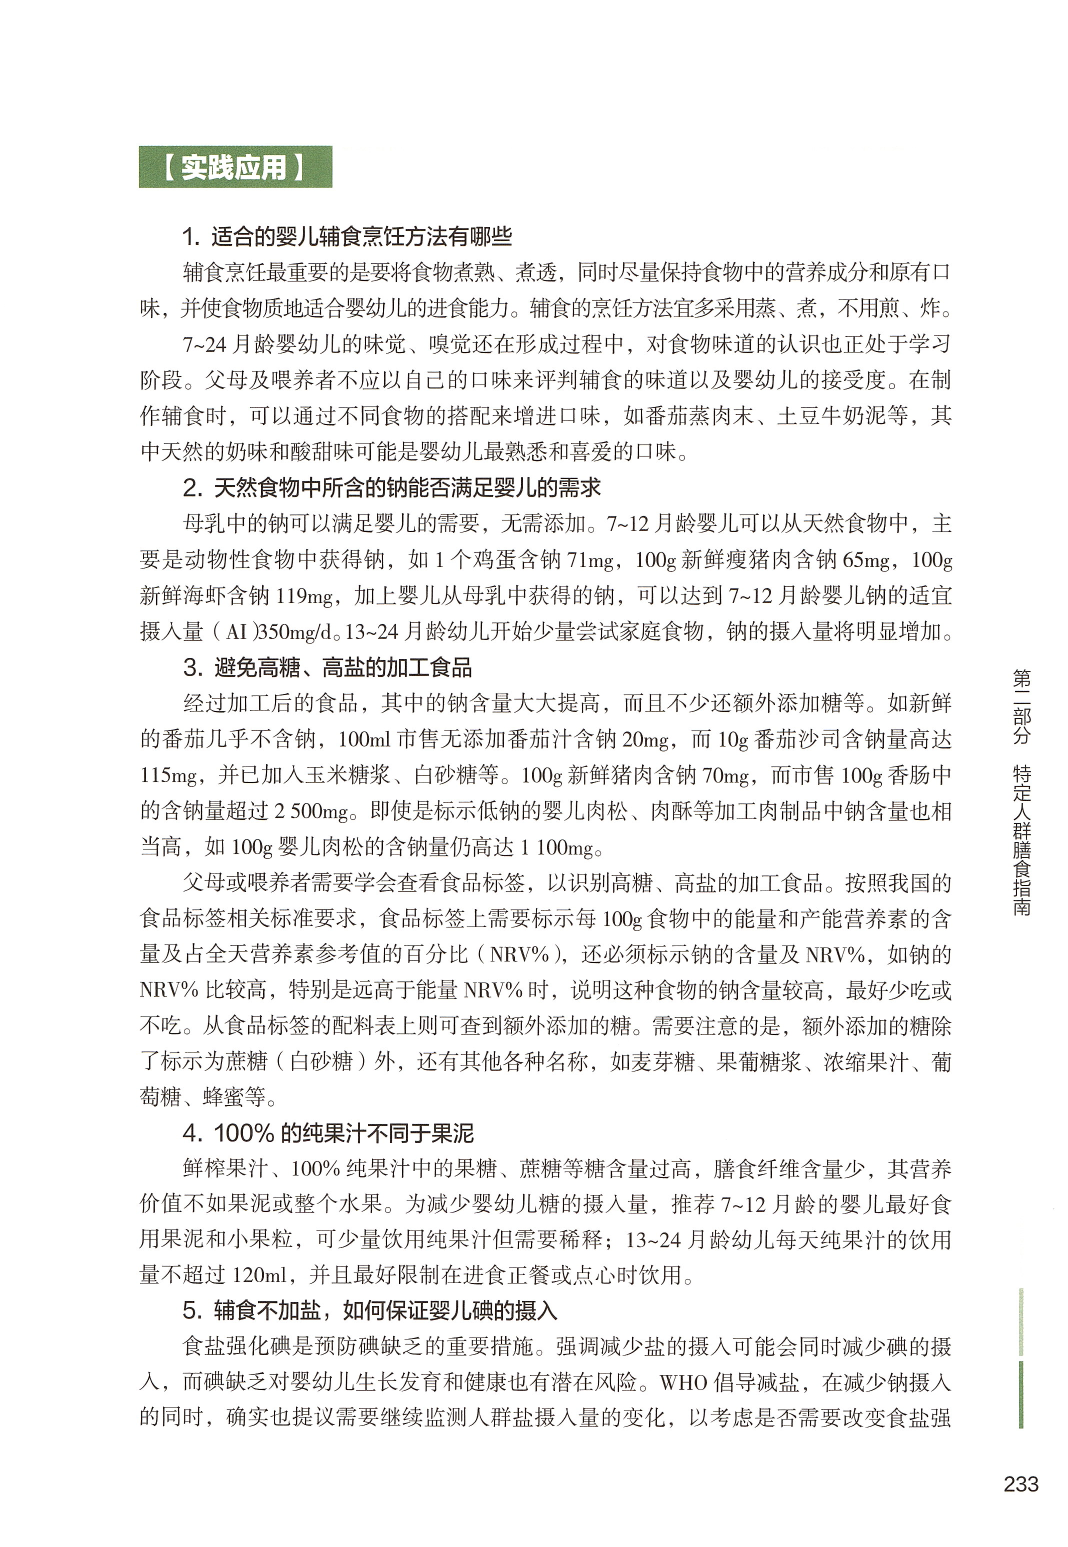 【实践应用】
1. 适合的婴儿辅食烹饪方法有哪些
辅食烹饪最重要的是要将食物煮熟、煮透，同时尽量保持食物中的营养成分和原有口
味，并使食物质地适合婴幼儿的进食能力。辅食的烹饪方法宜多采用蒸、煮，不用煎、炸。
7~24 月龄婴幼儿的味觉、嗅觉还在形成过程中，对食物味道的认识也正处于学习
阶段。父母及喂养者不应以自己的口味来评判辅食的味道以及婴幼儿的接受度。在制
作辅食时，可以通过不同食物的搭配来增进口味，如番茄蒸肉末、土豆牛奶泥等，其
中天然的奶味和酸甜味可能是婴幼儿最熟悉和喜爱的口味。
2. 天然食物中所含的钠能否满足婴儿的需求
母乳中的钠可以满足婴儿的需要，无需添加。7~12 月龄婴儿可以从天然食物中，主
要是动物性食物中获得钠，如 1 个鸡蛋含钠 71mg，100g 新鲜瘦猪肉含钠 65mg，100g
新鲜海虾含钠 119mg，加上婴儿从母乳中获得的钠，可以达到 7~12 月龄婴儿钠的适宜
摄入量（AI）350mg/d。13~24 月龄幼儿开始少量尝试家庭食物，钠的摄入量将明显增加。
3. 避免高糖、高盐的加工食品
经过加工后的食品，其中的钠含量大大提高，而且不少还额外添加糖等。如新鲜
的番茄几乎不含钠，100ml 市售无添加番茄汁含钠 20mg，而 10g 番茄沙司含钠量高达
115mg，并已加入玉米糖浆、白砂糖等。100g 新鲜猪肉含钠 70mg，而市售 100g 香肠中
的含钠量超过 2 500mg。即使是标示低钠的婴儿肉松、肉酥等加工肉制品中钠含量也相
当高，如 100g 婴儿肉松的含钠量仍高达 1 100mg。
父母或喂养者需要学会查看食品标签，以识别高糖、高盐的加工食品。按照我国的
食品标签相关标准要求，食品标签上需要标示每 100g 食物中的能量和产能营养素的含
量及占全天营养素参考值的百分比（NRV%），还必须标示钠的含量及 NRV%，如钠的
NRV% 比较高，特别是远高于能量 NRV% 时，说明这种食物的钠含量较高，最好少吃或
不吃。从食品标签的配料表上则可查到额外添加的糖。需要注意的是，额外添加的糖除
了标示为蔗糖（白砂糖）外，还有其他各种名称，如麦芽糖、果葡糖浆、浓缩果汁、葡
萄糖、蜂蜜等。
4. 100% 的纯果汁不同于果泥
鲜榨果汁、100% 纯果汁中的果糖、蔗糖等糖含量过高，膳食纤维含量少，其营养
价值不如果泥或整个水果。为减少婴幼儿糖的摄入量，推荐 7~12 月龄的婴儿最好食
用果泥和小果粒，可少量饮用纯果汁但需要稀释；13~24 月龄幼儿每天纯果汁的饮用
量不超过 120ml，并且最好限制在进食正餐或点心时饮用。
5. 辅食不加盐，如何保证婴儿碘的摄入
食盐强化碘是预防碘缺乏的重要措施。强调减少盐的摄入可能会同时减少碘的摄
入，而碘缺乏对婴幼儿生长发育和健康也有潜在风险。WHO 倡导减盐，在减少钠摄入
的同时，确实也提议需要继续监测人群盐摄入量的变化，以考虑是否需要改变食盐强
第二部分 特定人群膳食指南
233